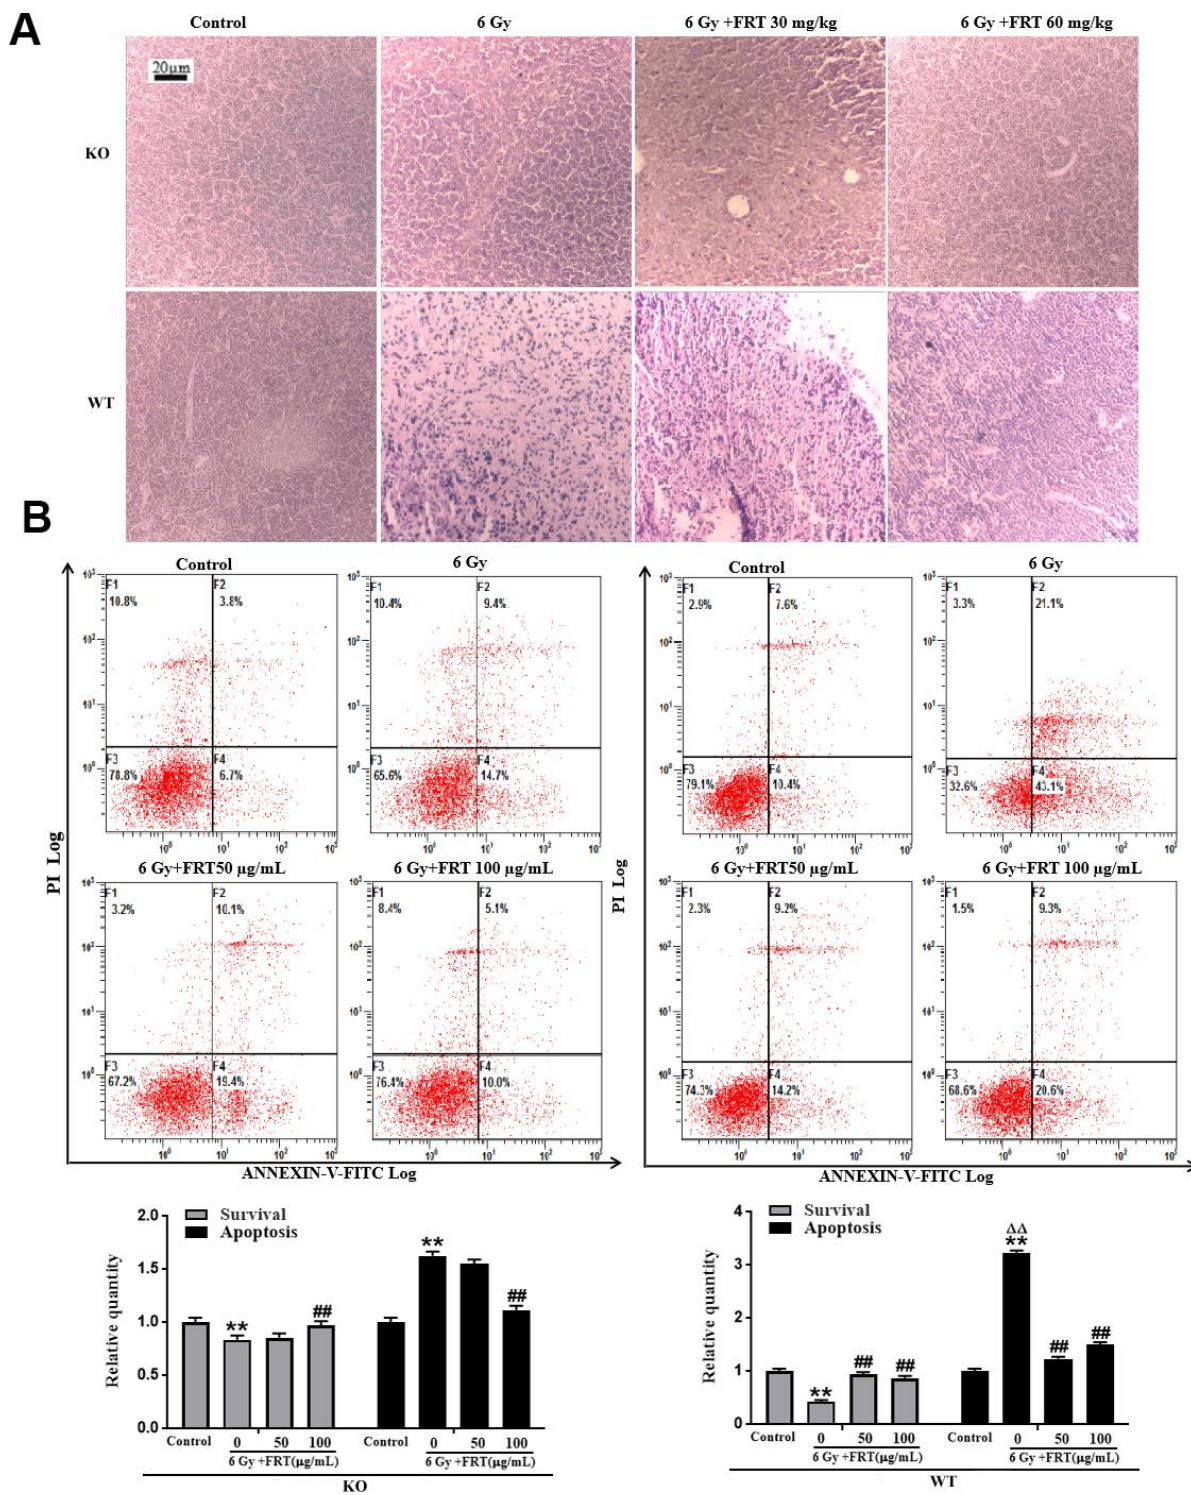 A
Control 6 Gy 6 Gy +FRT 30 mg/kg 6 Gy +FRT 60 mg/kg
20μm
KO
WT
B
Control 6 Gy
F1 F2
10.8% 3.8%
F3 F4
78.8% 6.7%
F1 F2
10.4% 9.4%
F3 F4
65.6% 14.7%
6 Gy+FRT50 μg/mL 6 Gy+FRT 100 μg/mL
F1 F2
3.2% 10.1%
F3 F4
67.2% 19.4%
F1 F2
8.4% 5.1%
F3 F4
76.4% 10.0%
PI Log
ANNEXIN-V-FITC Log
Control 6 Gy
F1 F2
2.9% 7.6%
F3 F4
79.1% 10.4%
F1 F2
3.3% 21.1%
F3 F4
32.6% 43.1%
6 Gy+FRT50 μg/mL 6 Gy+FRT 100 μg/mL
F1 F2
2.3% 9.2%
F3 F4
74.3% 14.2%
F1 F2
1.5% 9.3%
F3 F4
68.6% 20.6%
PI Log
ANNEXIN-V-FITC Log
Survival
Apoptosis
Relative quantity
2.0
1.5
1.0
0.5
0.0
** ## ** ##
Control 0 50 100 Control 0 50 100
6 Gy +FRT(μg/mL) 6 Gy +FRT(μg/mL)
KO
Survival
Apoptosis
Relative quantity
4
3
2
1
0
ΔΔ
** ## ## ** ## ##
Control 0 50 100 Control 0 50 100
6 Gy +FRT(μg/mL) 6 Gy +FRT(μg/mL)
WT